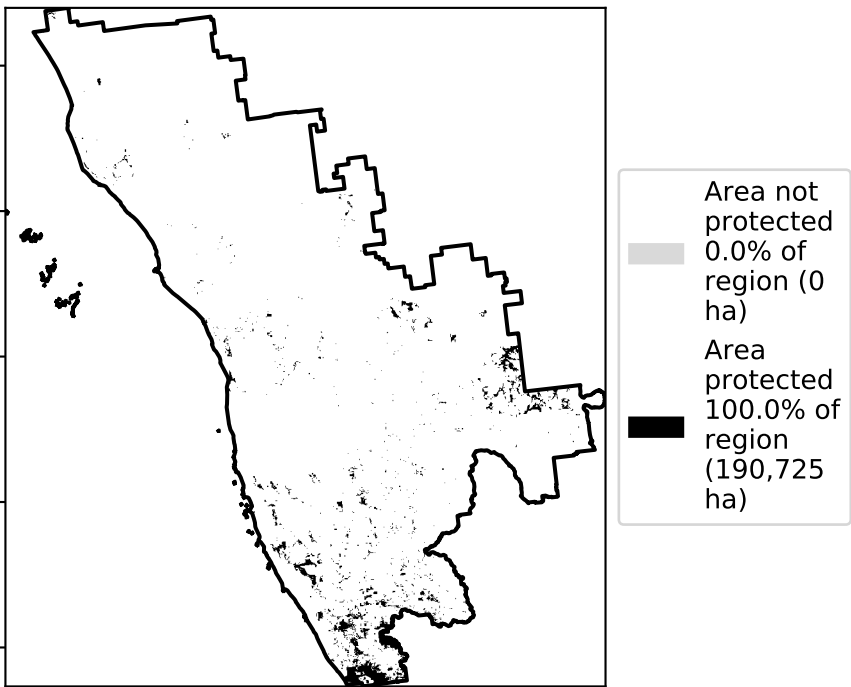 Area not
protected
0.0% of
region (0
ha)
Area
protected
100.0% of
region
(190,725
ha)